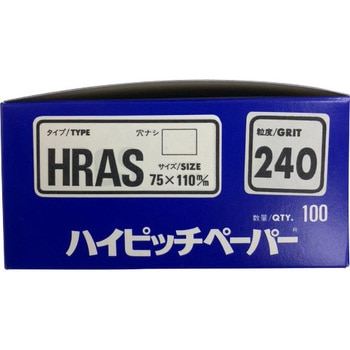 タイプ/TYPE
穴ナシ
HRAS
サイズ/SIZE
75×110m/m
粒度/GRIT
240
数量/QTY. 100
ハイピッチペーパー®